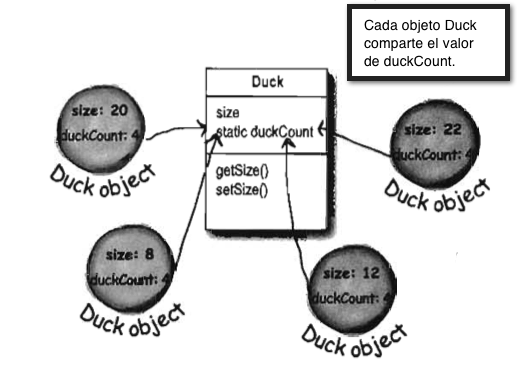 Cada objeto Duck
comparte el valor
de duckCount.
Duck
size
static duckCount
getSize()
setSize()
size: 20
duckCount: 4
Duck object
size: 22
duckCount: 4
Duck object
size: 8
duckCount: 4
Duck object
size: 12
duckCount: 4
Duck object